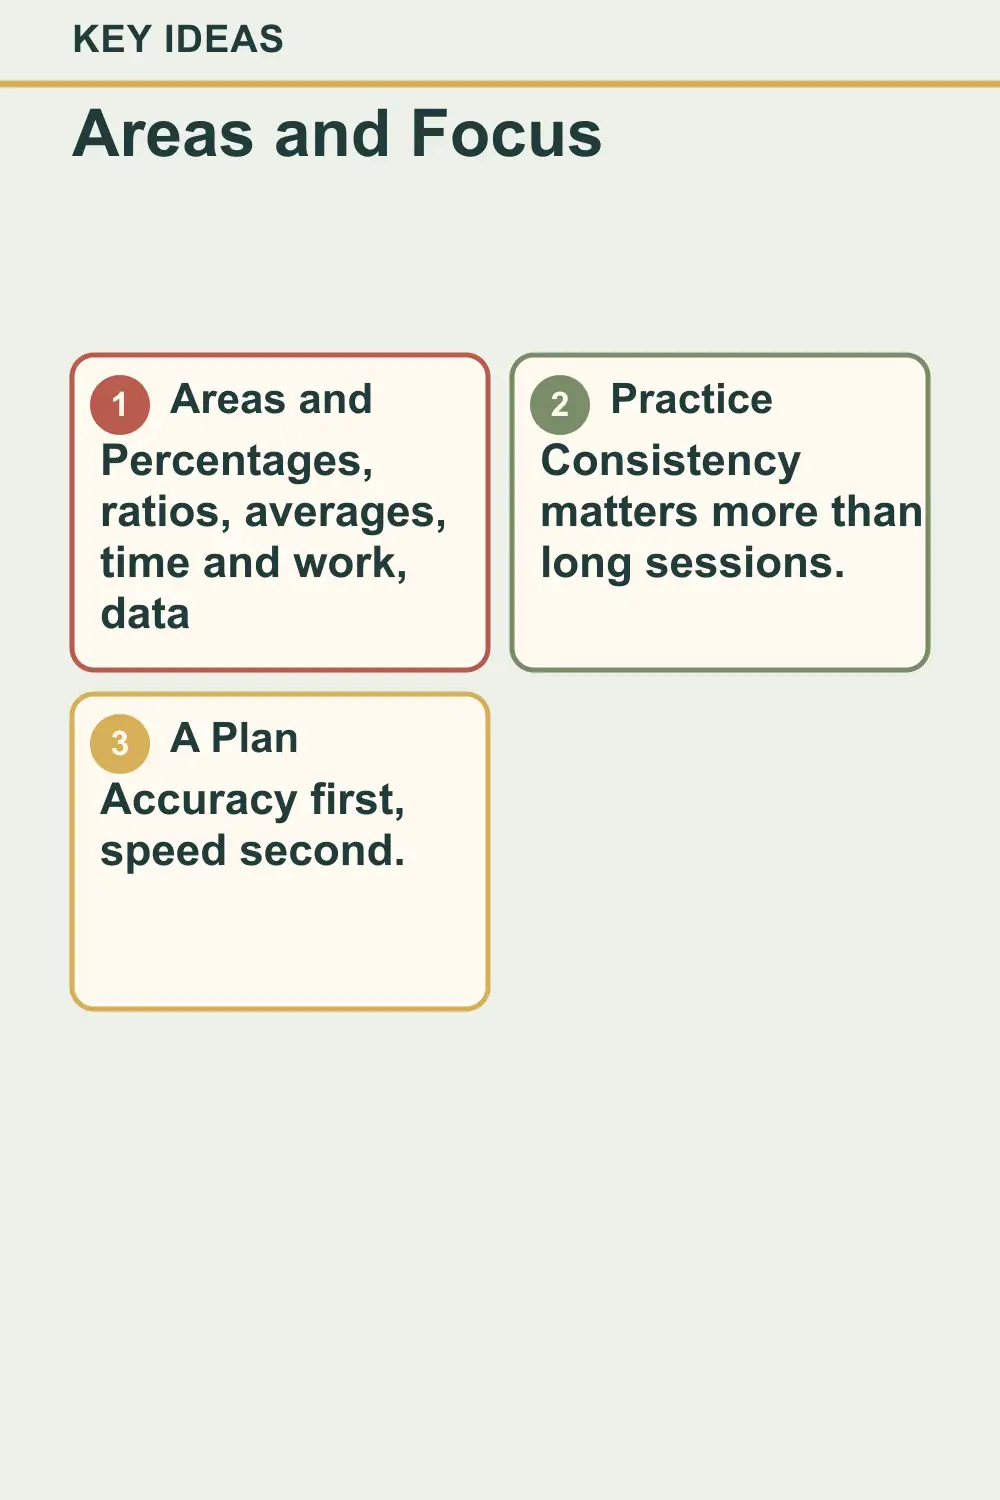 KEY IDEAS
Areas and Focus
1 Areas and
Percentages,
ratios, averages,
time and work,
data
2 Practice
Consistency
matters more than
long sessions.
3 A Plan
Accuracy first,
speed second.